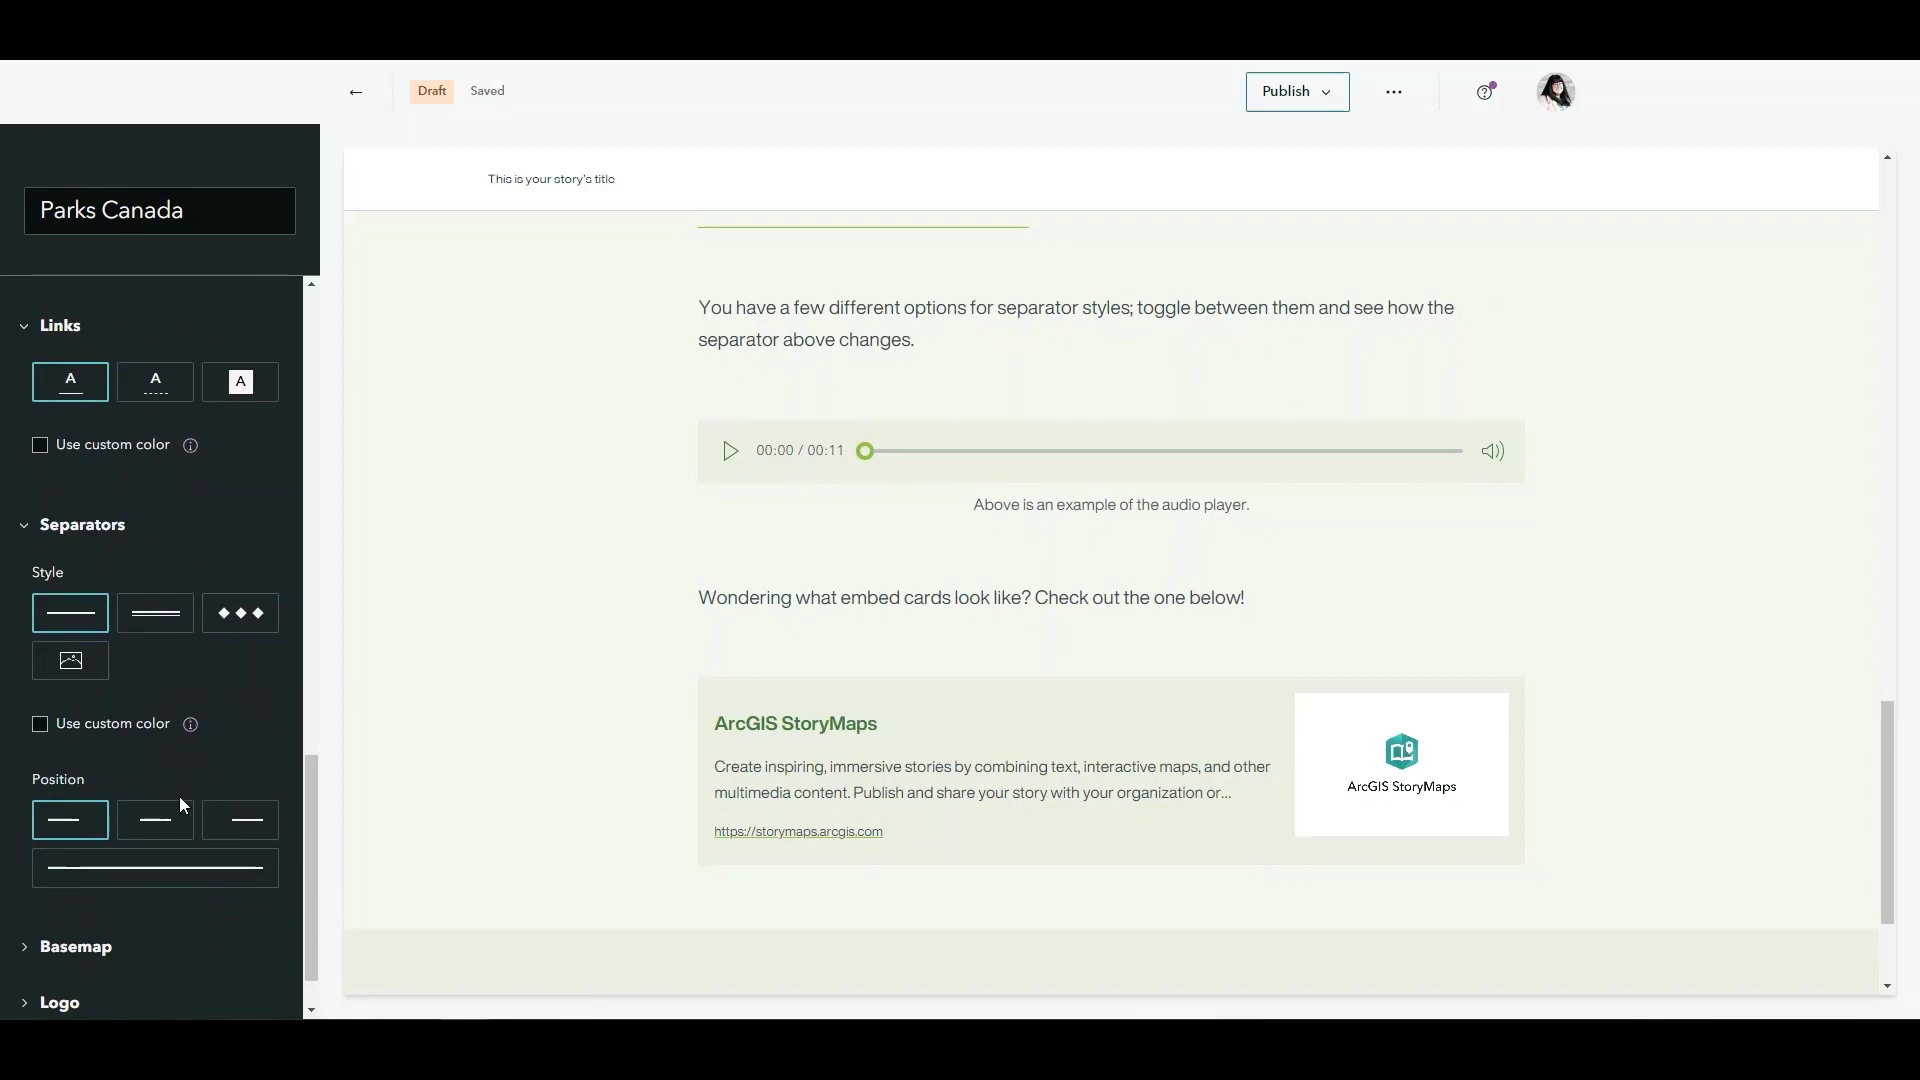 Draft
Saved
Publish
Parks Canada
Links
A
A
A
Use custom color
Separators
Style
Use custom color
Position
Basemap
Logo
This is your story's title
You have a few different options for separator styles; toggle between them and see how the
separator above changes.
00:00 / 00:11
Above is an example of the audio player.
Wondering what embed cards look like? Check out the one below!
ArcGIS StoryMaps
Create inspiring, immersive stories by combining text, interactive maps, and other
multimedia content. Publish and share your story with your organization or...
https://storymaps.arcgis.com
ArcGIS StoryMaps